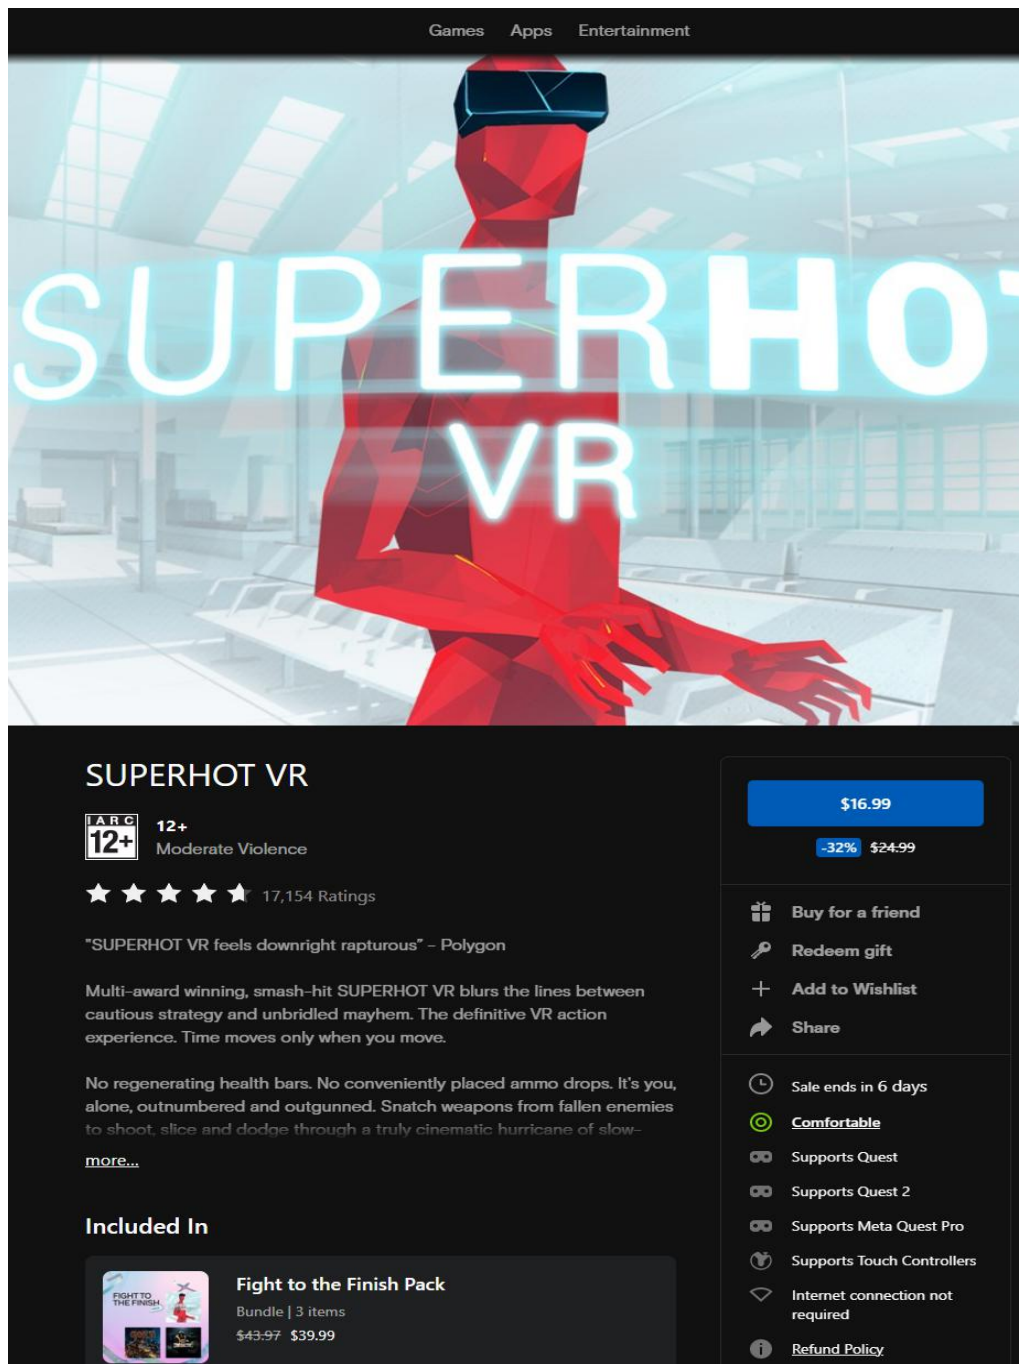 Games Apps Entertainment
SUPERHO
VR
SUPERHOT VR
IARC
12+
12+
Moderate Violence
17,154 Ratings
"SUPERHOT VR feels downright rapturous" - Polygon
Multi-award winning, smash-hit SUPERHOT VR blurs the lines between
cautious strategy and unbridled mayhem. The definitive VR action
experience. Time moves only when you move.
No regenerating health bars. No conveniently placed ammo drops. It's you,
alone, outnumbered and outgunned. Snatch weapons from fallen enemies
to shoot, slice and dodge through a truly cinematic hurricane of slow-
more...
Included In
FIGHT TO
THE FINISH
Fight to the Finish Pack
Bundle | 3 items
$43.97 $39.99
$16.99
-32% $24.99
Buy for a friend
Redeem gift
Add to Wishlist
Share
Sale ends in 6 days
Comfortable
Supports Quest
Supports Quest 2
Supports Meta Quest Pro
Supports Touch Controllers
Internet connection not
required
Refund Policy